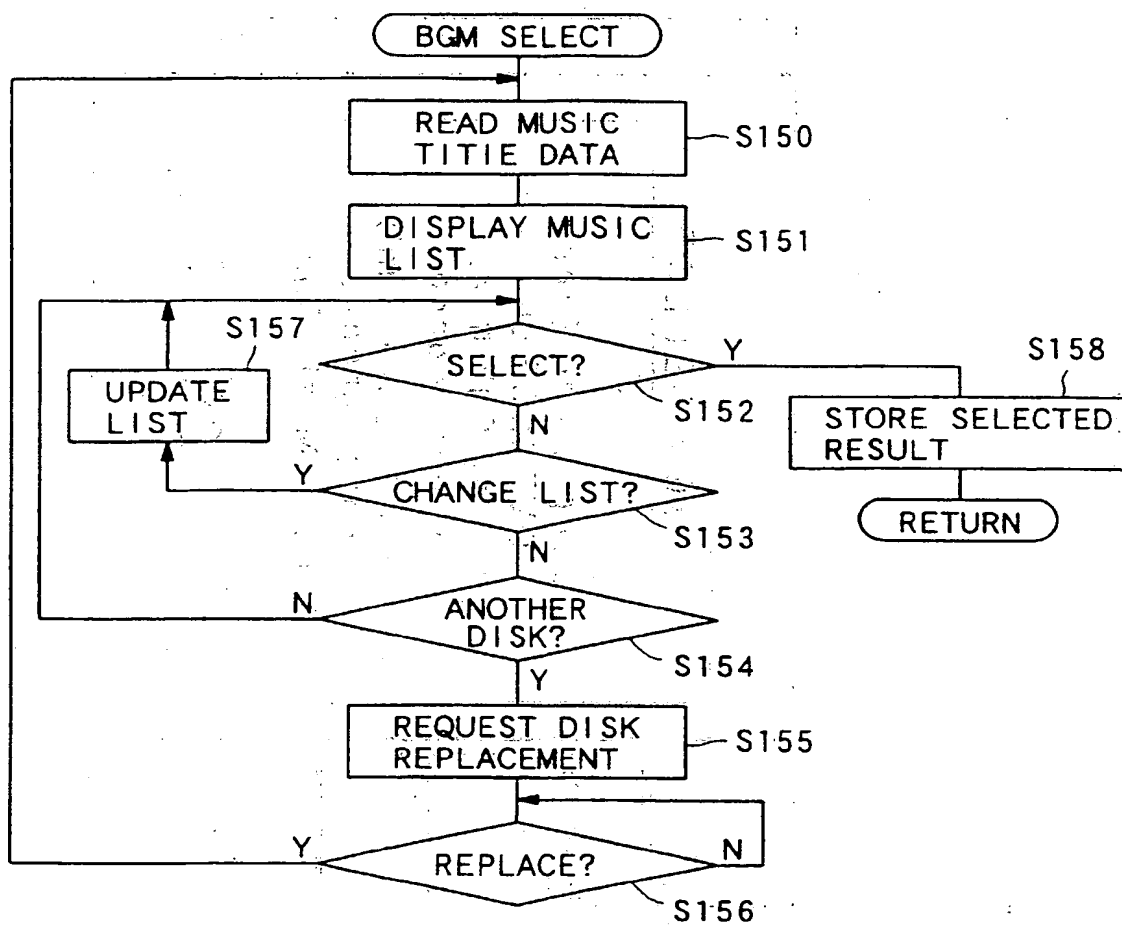 BGM SELECT
READ MUSIC
TITIE DATA
S150
DISPLAY MUSIC
LIST
S151
S157
UPDATE
LIST
SELECT?
Y
S152
N
S158
STORE SELECTED
RESULT
RETURN
Y
CHANGE LIST?
S153
N
N
ANOTHER
DISK?
S154
Y
REQUEST DISK
REPLACEMENT
S155
Y
REPLACE?
N
S156